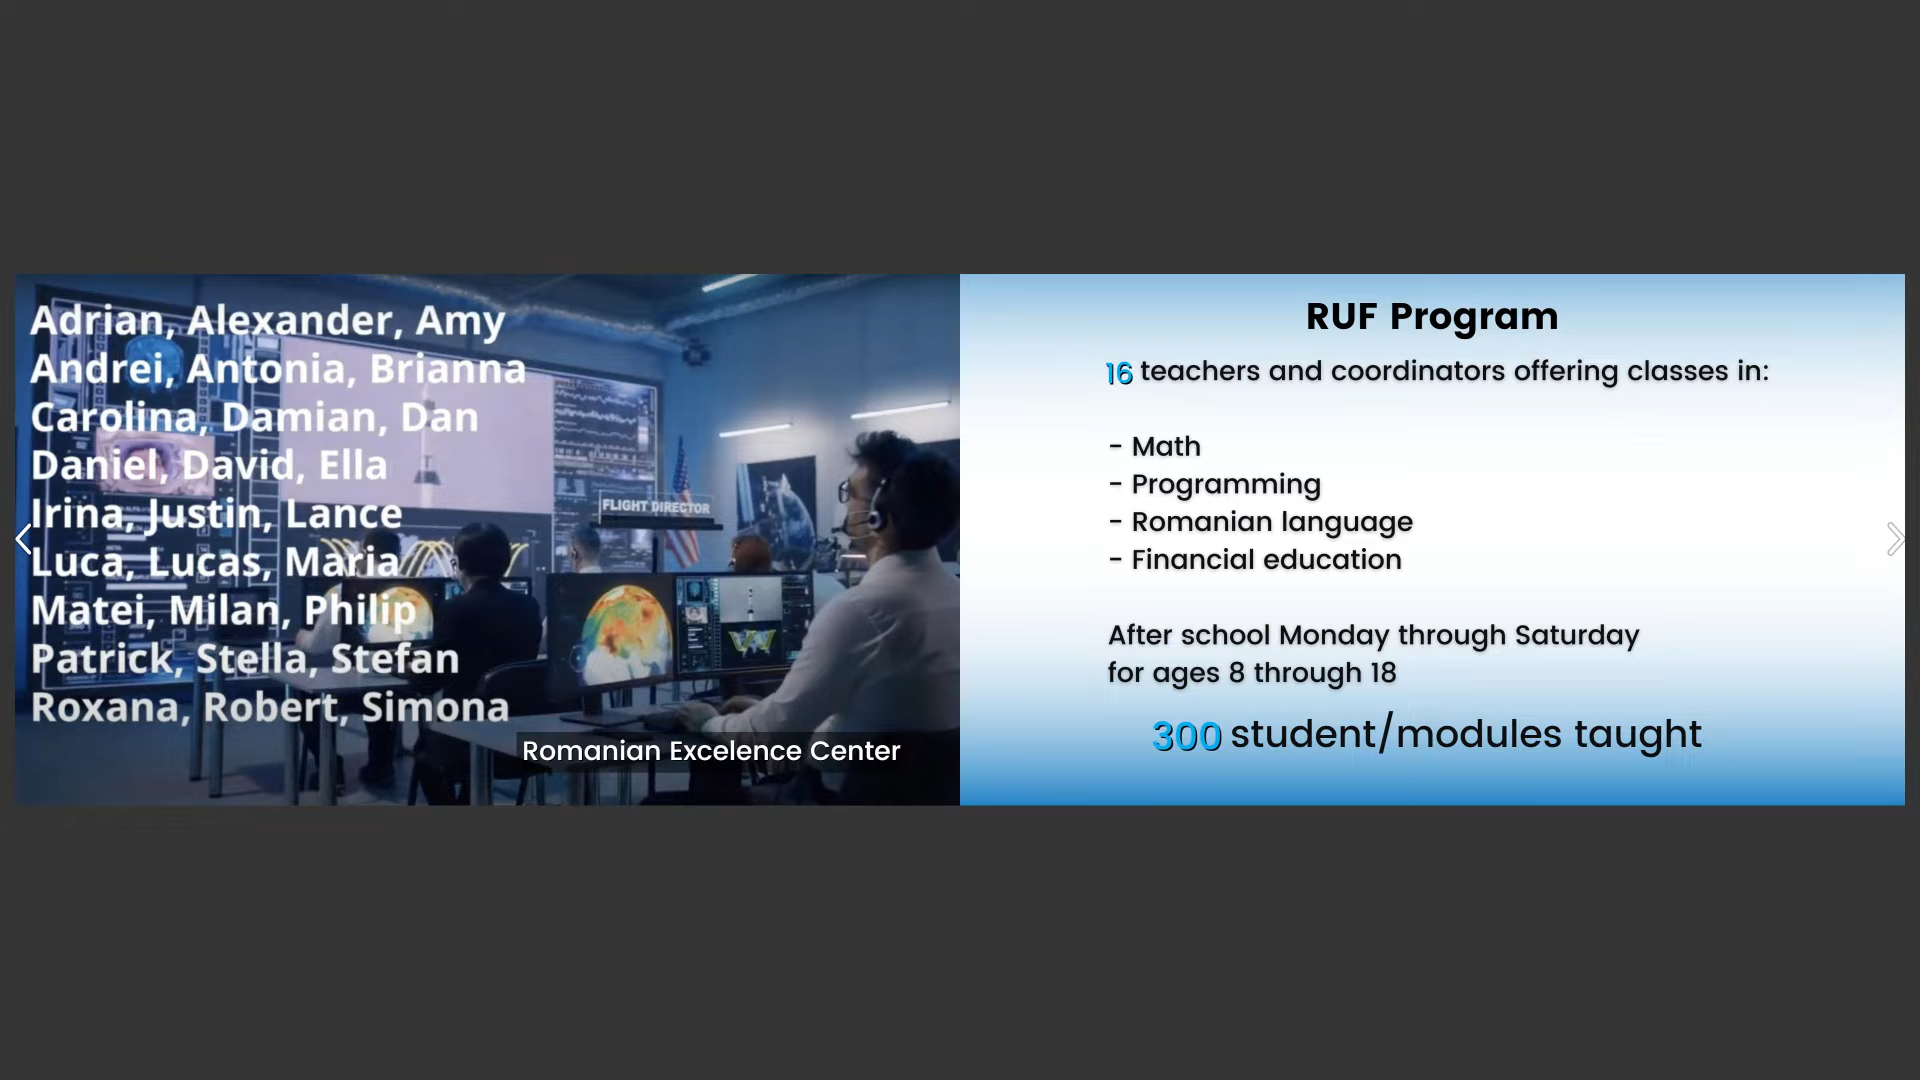 Adrian, Alexander, Amy
Andrei, Antonia, Brianna
Carolina, Damian, Dan
Daniel, David, Ella
Irina, Justin, Lance
Luca, Lucas, Maria
Matei, Milan, Philip
Patrick, Stella, Stefan
Roxana, Robert, Simona
FLIGHT DIRECTOR
Romanian Excelence Center
RUF Program
16 teachers and coordinators offering classes in:
- Math
- Programming
- Romanian language
- Financial education
After school Monday through Saturday
for ages 8 through 18
300 student/modules taught